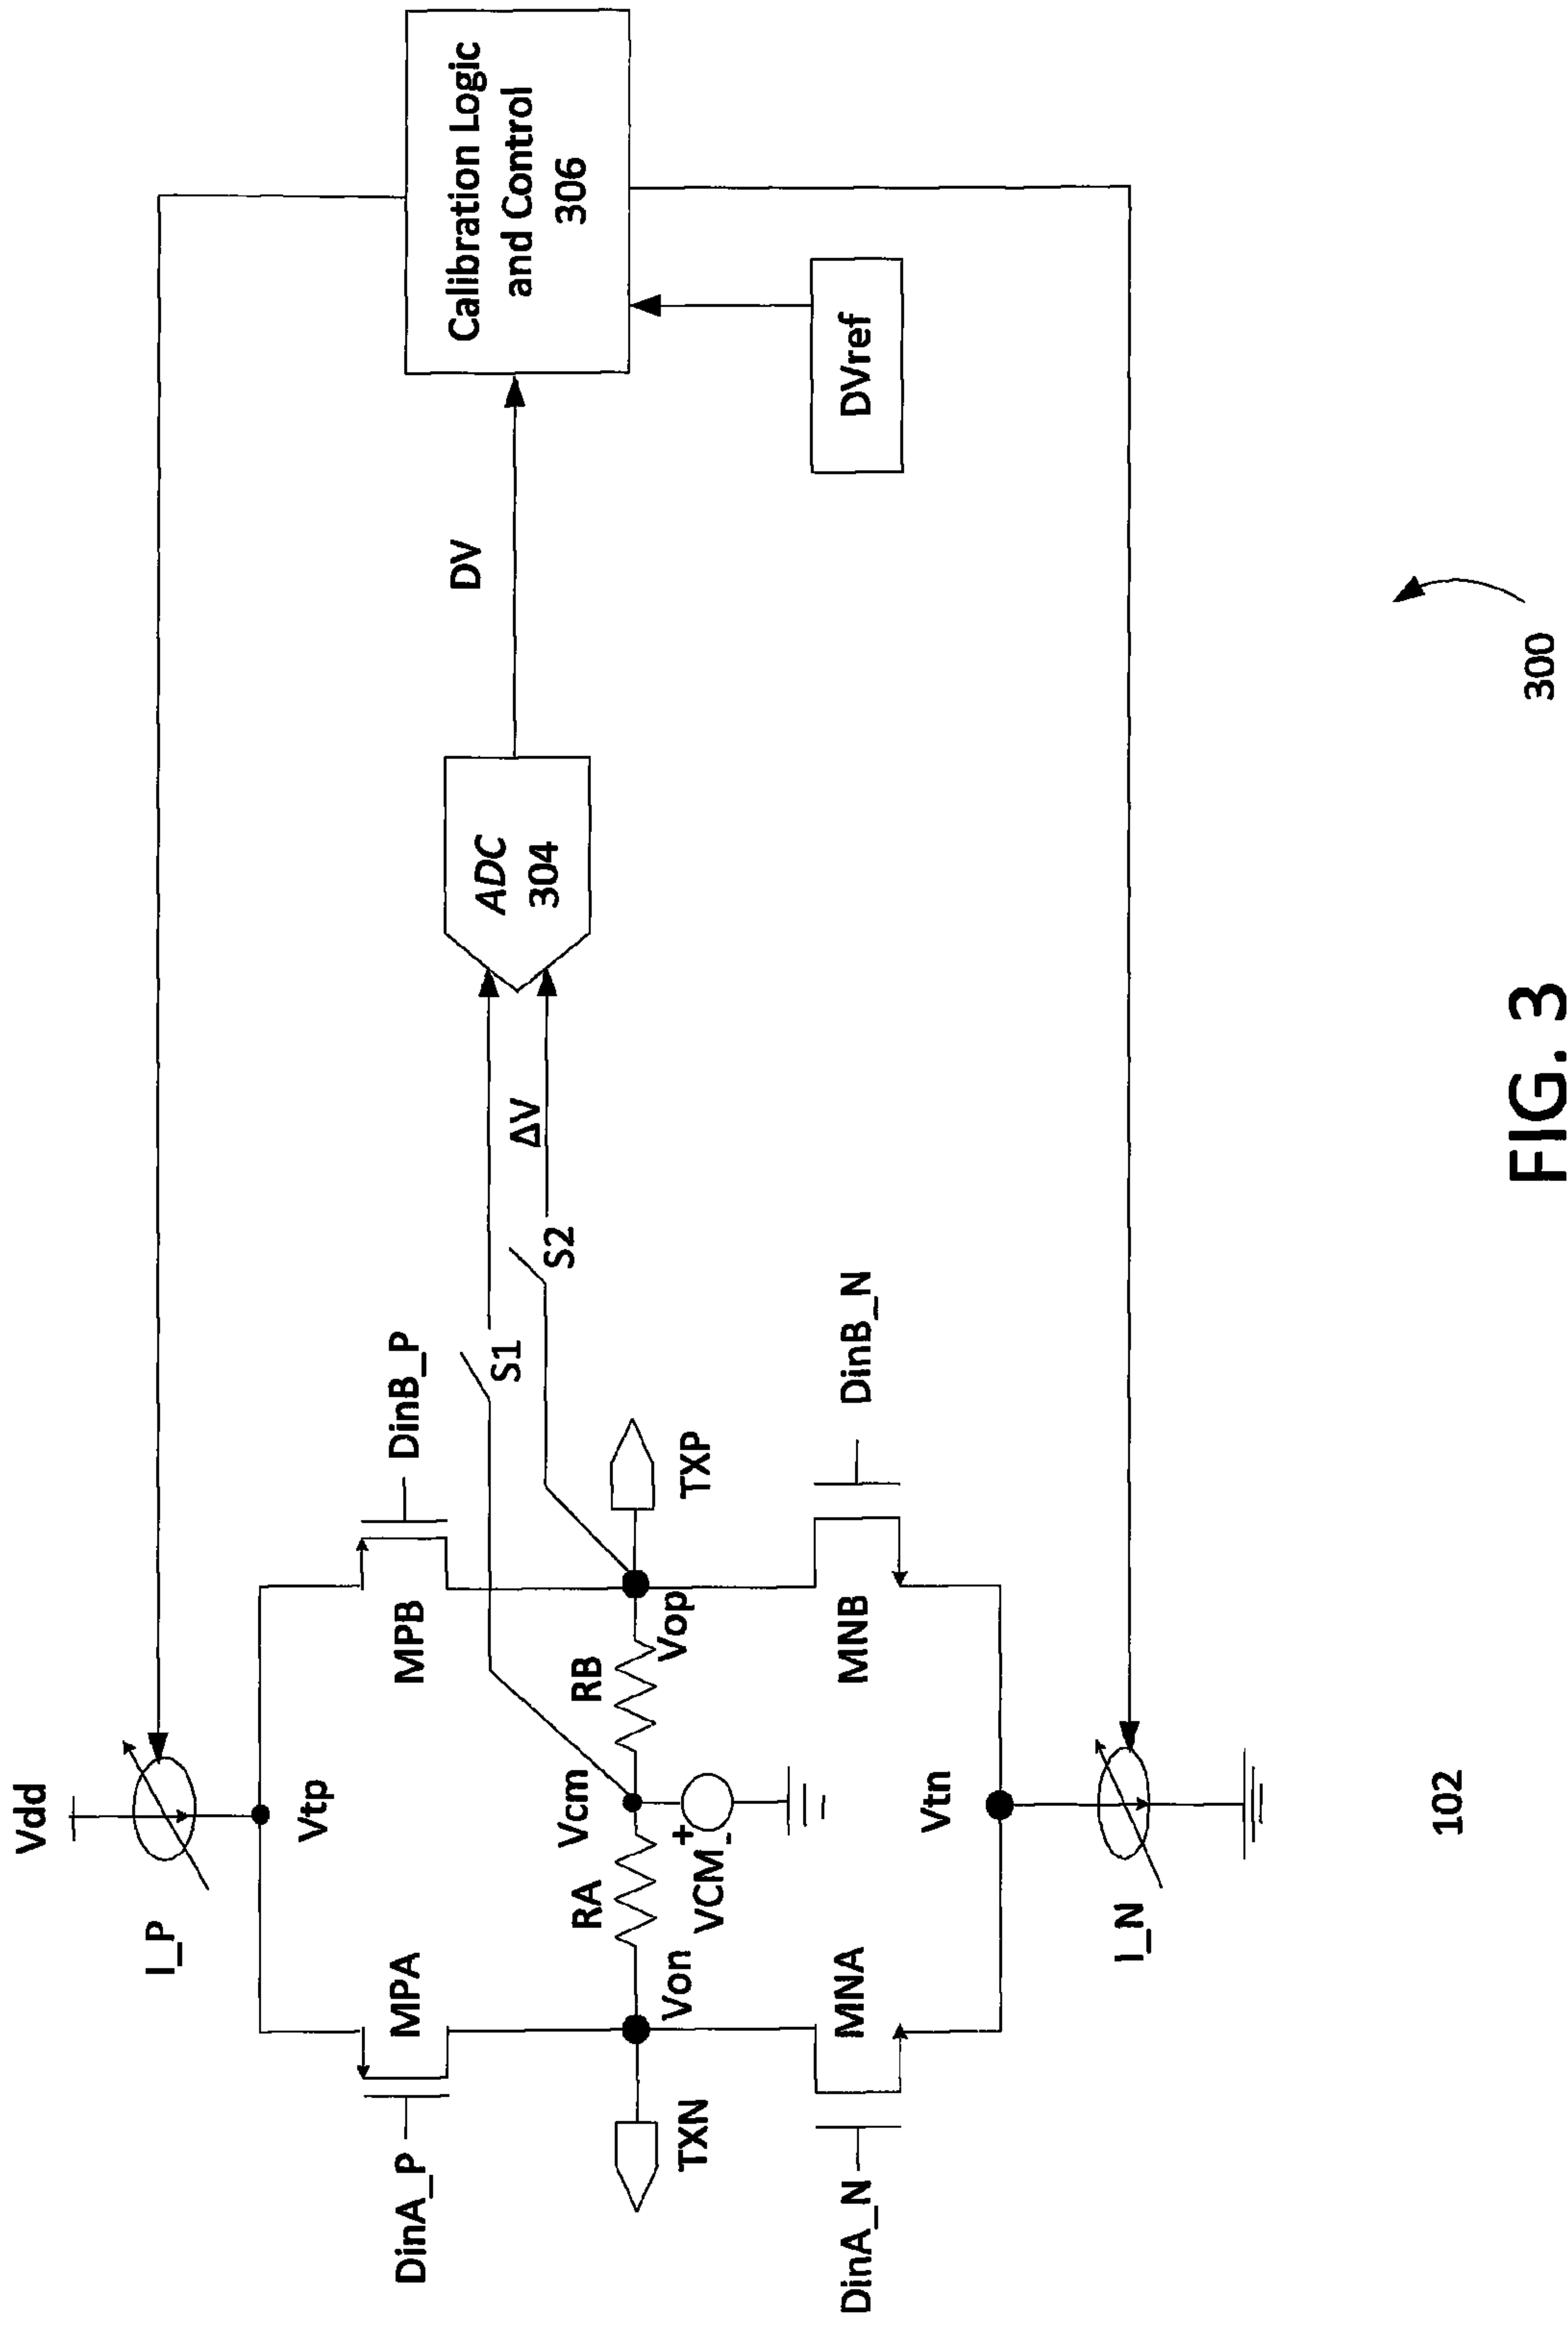 Vdd
I_P
Vtp
DinA_P
MPA
MPB
DinB_P
S1
S2
ΔV
ADC
304
DV
Calibration Logic
and Control
306
DVref
TXN
Von
RA
Vcm
RB
Vop
TXP
+
VCM
-
DinA_N
MNA
MNB
DinB_N
Vtn
I_N
102
300
FIG. 3